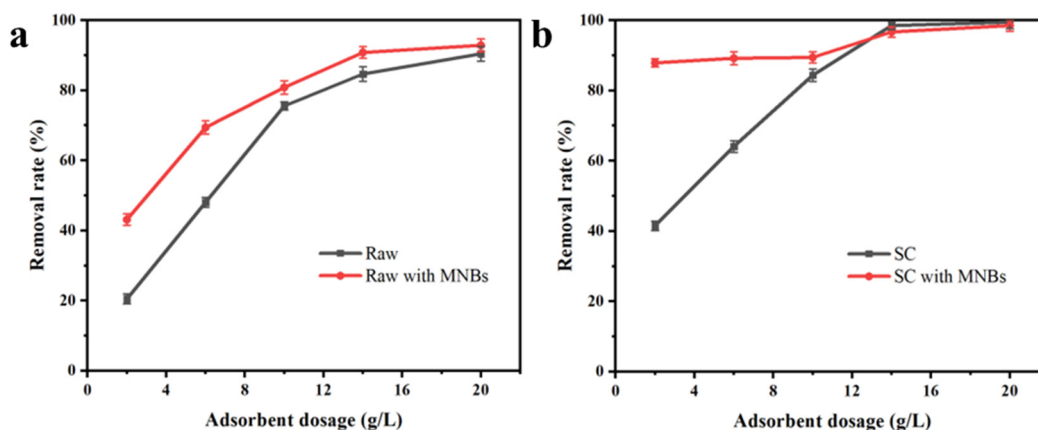 a
100
80
60
40
20
0
Removal rate (%)
Raw
Raw with MNBs
0 4 8 12 16 20
Adsorbent dosage (g/L)
b
100
80
60
40
20
0
Removal rate (%)
SC
SC with MNBs
0 4 8 12 16 20
Adsorbent dosage (g/L)